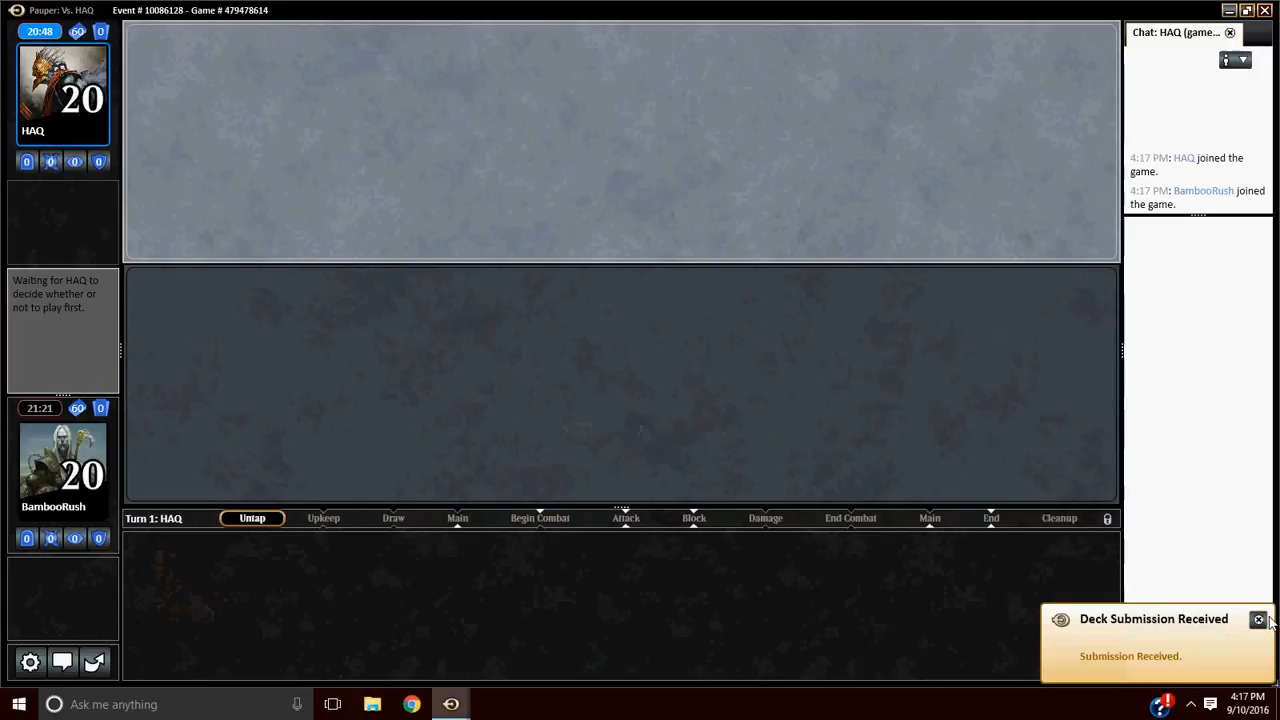 Pauper: Vs. HAQ Event # 10086128 - Game # 479478614
20:48 60 0
20
HAQ
0 0 0 0
Waiting for HAQ to
decide whether or
not to play first.
21:21 60 0
20
BambooRush
0 0 0 0
Turn 1: HAQ Untap Upkeep Draw Main Begin Combat Attack Block Damage End Combat Main End Cleanup
Chat: HAQ (game...
4:17 PM: HAQ joined the
game.
4:17 PM: BambooRush joined
the game.
Deck Submission Received
Submission Received.
Ask me anything
4:17 PM
9/10/2016